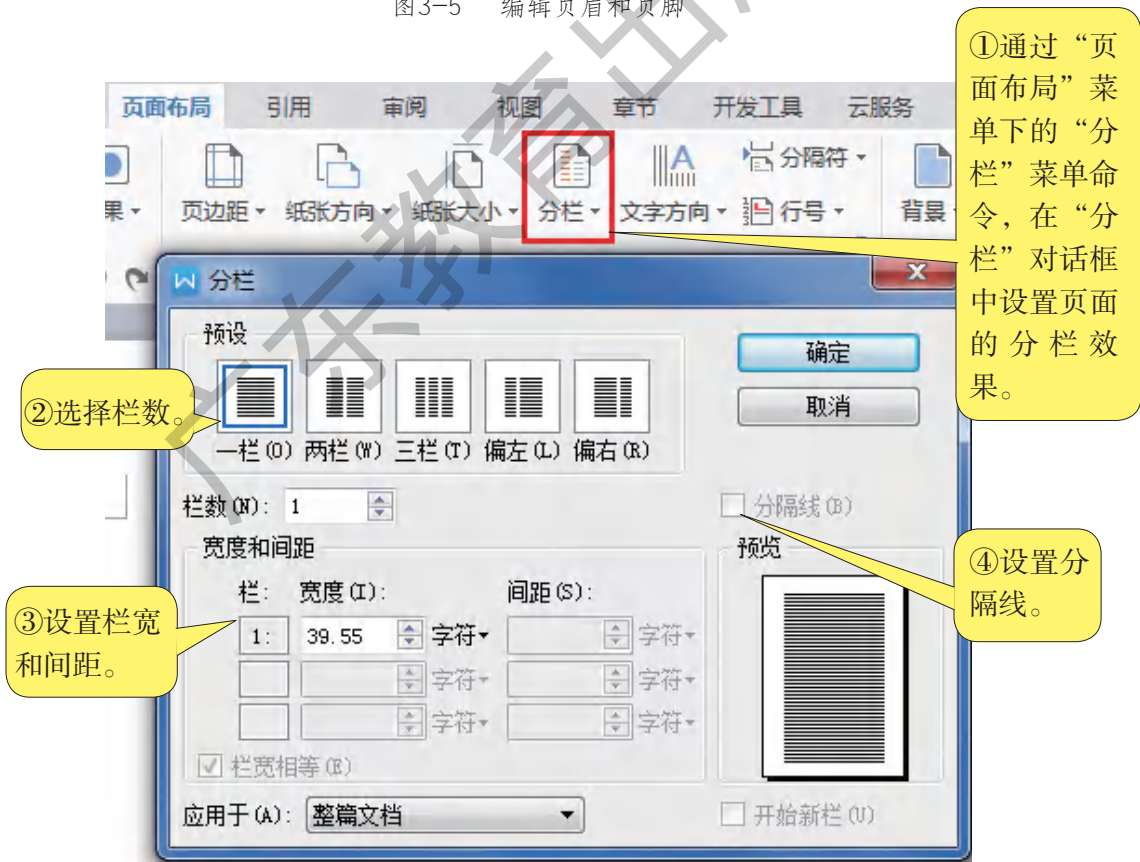 图3-5 编辑页眉和页脚
①通过“页
面布局”菜
单下的“分
栏”菜单命
令，在“分
栏”对话框
中设置页面
的分栏效
果。
页面布局 引用 审阅 视图 章节 开发工具 云服务
分隔符
果 页边距 纸张方向 纸张大小 分栏 文字方向 行号 背景
分栏
预设
确定
取消
②选择栏数。
一栏(O) 两栏(W) 三栏(T) 偏左(L) 偏右(R)
栏数(N): 1
分隔线(B)
宽度和间距
预览
栏: 宽度(I): 间距(S):
④设置分
隔线。
③设置栏宽
和间距。
1: 39.55 字符 字符
字符 字符
字符 字符
栏宽相等(E)
应用于(A): 整篇文档
开始新栏(U)
广东教育出